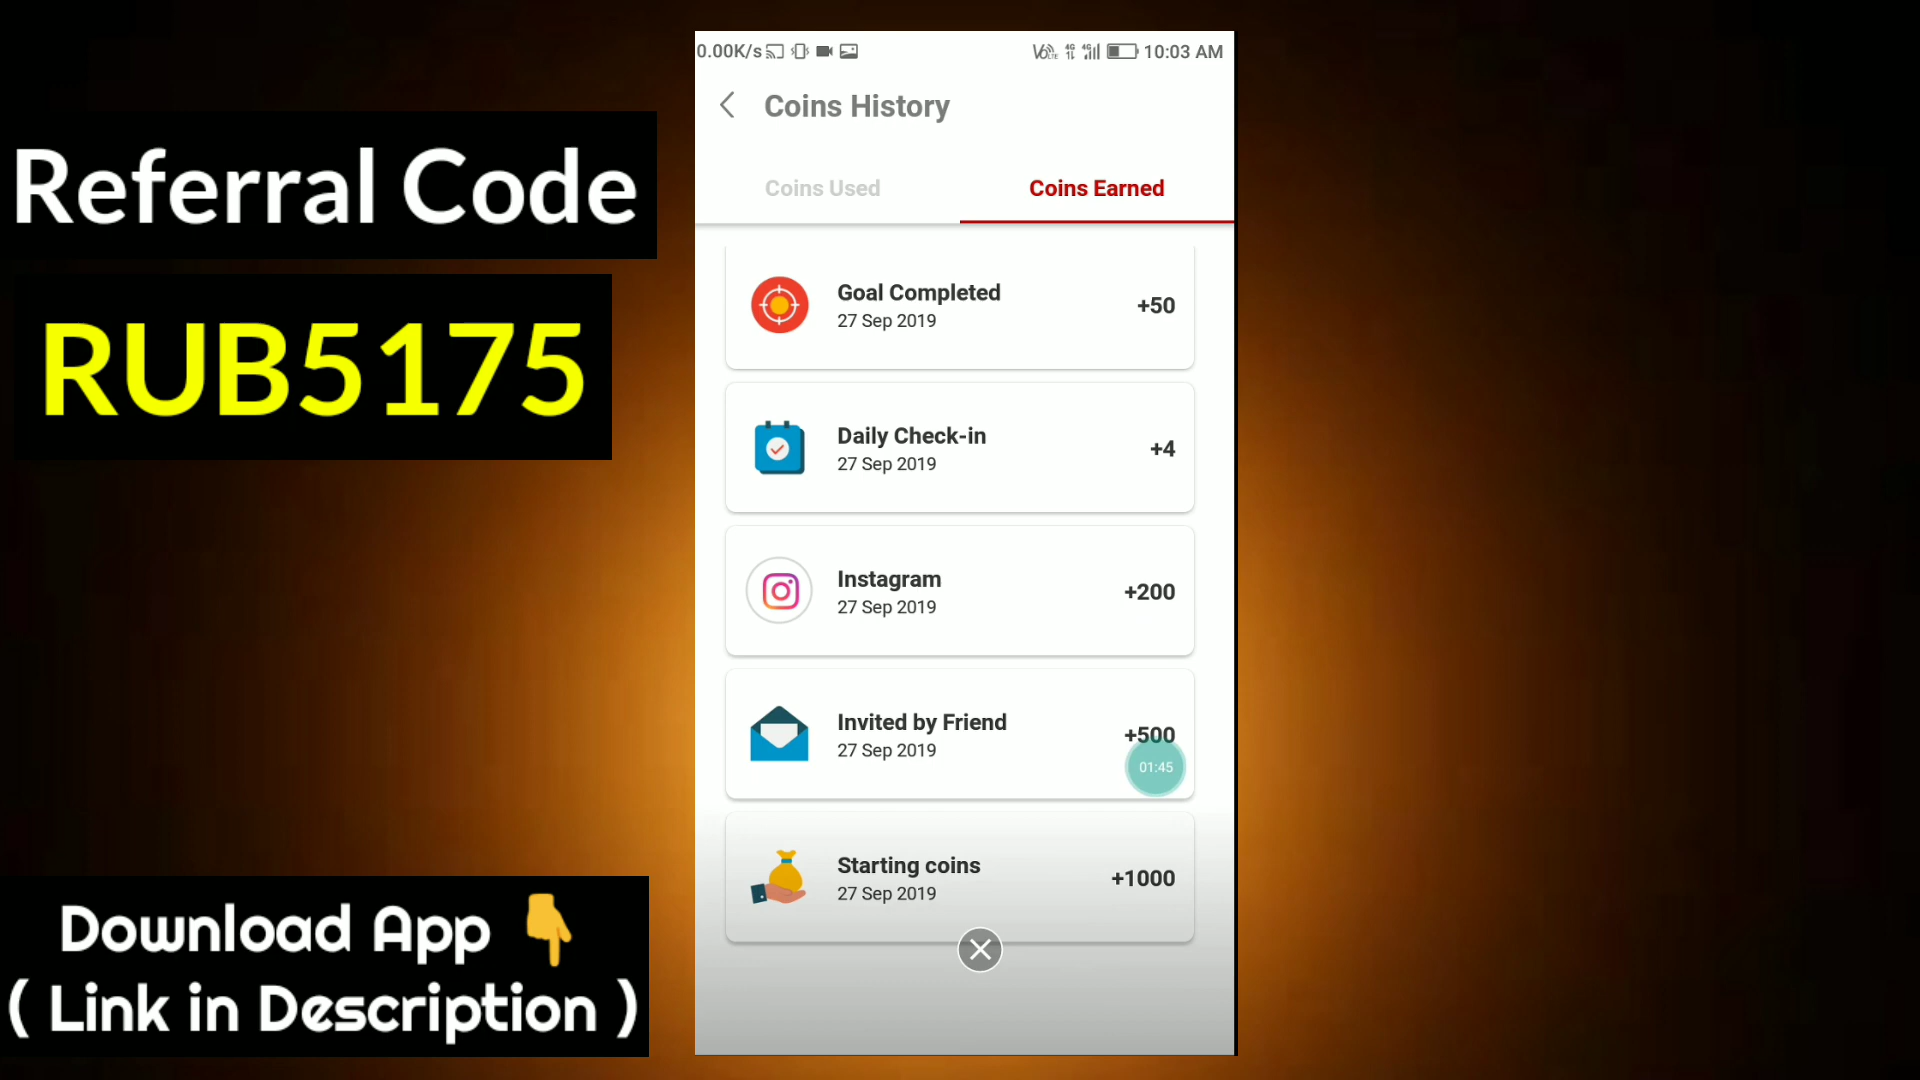 Referral Code
RUB5175
Download App 👇
( Link in Description )
0.00K/s
4G 4G 10:03 AM
Coins History
Coins Used
Coins Earned
Goal Completed
27 Sep 2019
+50
Daily Check-in
27 Sep 2019
+4
Instagram
27 Sep 2019
+200
Invited by Friend
27 Sep 2019
+500
01:45
Starting coins
27 Sep 2019
+1000